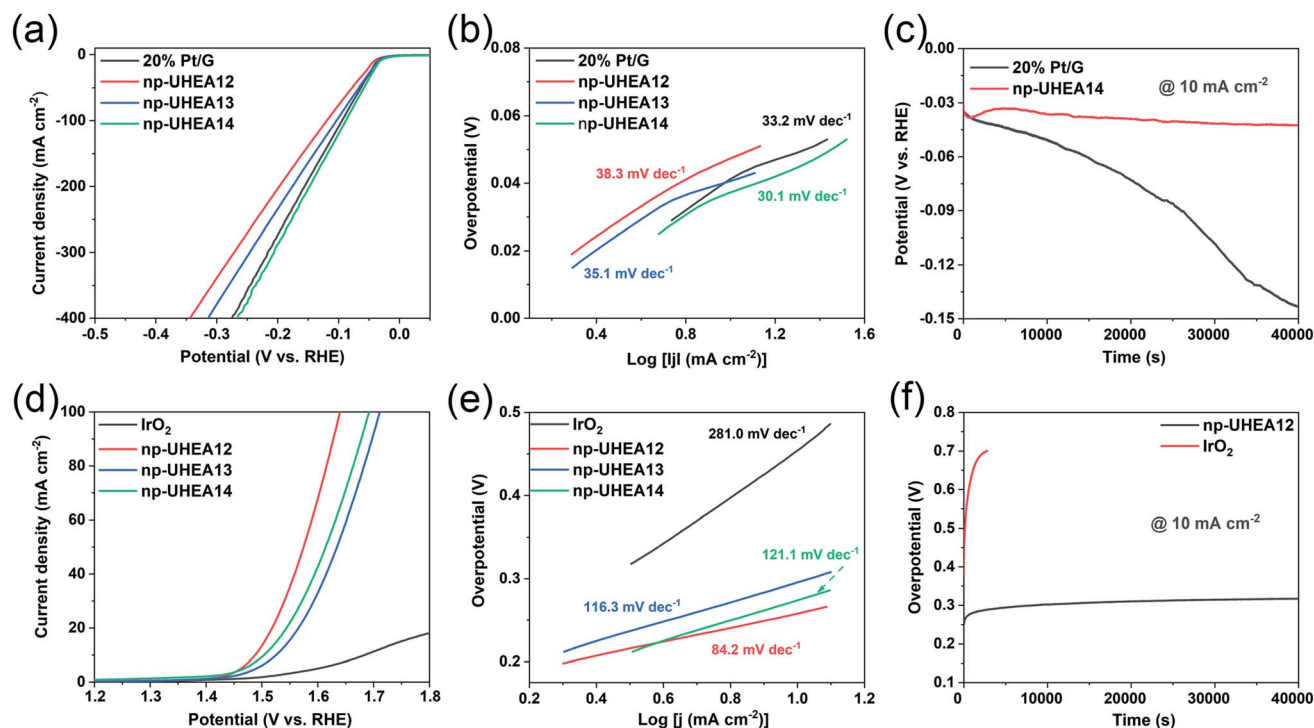 (a)
20% Pt/G
np-UHEA12
np-UHEA13
np-UHEA14
0
-100
-200
-300
-400
Current density (mA cm⁻²)
-0.5 -0.4 -0.3 -0.2 -0.1 0.0
Potential (V vs. RHE)
(b)
20% Pt/G
np-UHEA12
np-UHEA13
np-UHEA14
33.2 mV dec⁻¹
38.3 mV dec⁻¹
30.1 mV dec⁻¹
35.1 mV dec⁻¹
0.08
0.06
0.04
0.02
0.00
Overpotential (V)
0.4 0.8 1.2 1.6
Log [IjI (mA cm⁻²)]
(c)
20% Pt/G
np-UHEA14
@ 10 mA cm⁻²
0.00
-0.03
-0.06
-0.09
-0.12
-0.15
Potential (V vs. RHE)
0 10000 20000 30000 40000
Time (s)
(d)
IrO₂
np-UHEA12
np-UHEA13
np-UHEA14
100
80
60
40
20
0
Current density (mA cm⁻²)
1.2 1.3 1.4 1.5 1.6 1.7 1.8
Potential (V vs. RHE)
(e)
IrO₂
np-UHEA12
np-UHEA13
np-UHEA14
281.0 mV dec⁻¹
121.1 mV dec⁻¹
116.3 mV dec⁻¹
84.2 mV dec⁻¹
0.5
0.4
0.3
0.2
Overpotential (V)
0.2 0.4 0.6 0.8 1.0 1.2
Log [j (mA cm⁻²)]
(f)
np-UHEA12
IrO₂
@ 10 mA cm⁻²
0.8
0.7
0.6
0.5
0.4
0.3
0.2
0.1
Overpotential (V)
0 10000 20000 30000 40000
Time (s)